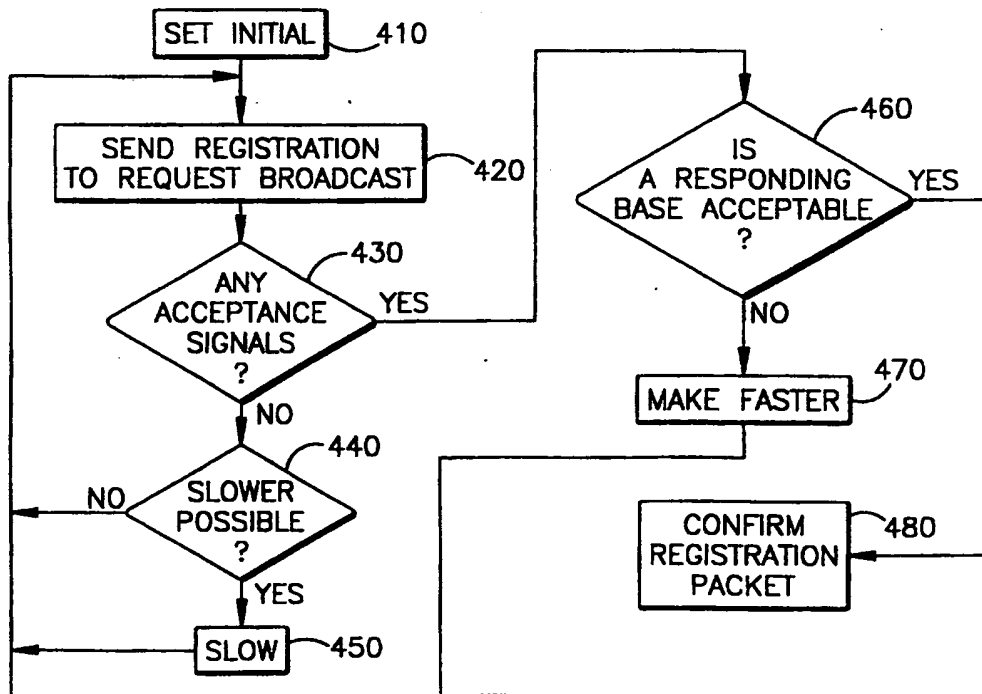 SET INITIAL
410
SEND REGISTRATION
TO REQUEST BROADCAST
420
430
ANY
ACCEPTANCE
SIGNALS
?
YES
NO
440
SLOWER
POSSIBLE
?
NO
YES
SLOW
450
460
IS
A RESPONDING
BASE ACCEPTABLE
?
YES
NO
470
MAKE FASTER
CONFIRM
REGISTRATION
PACKET
480